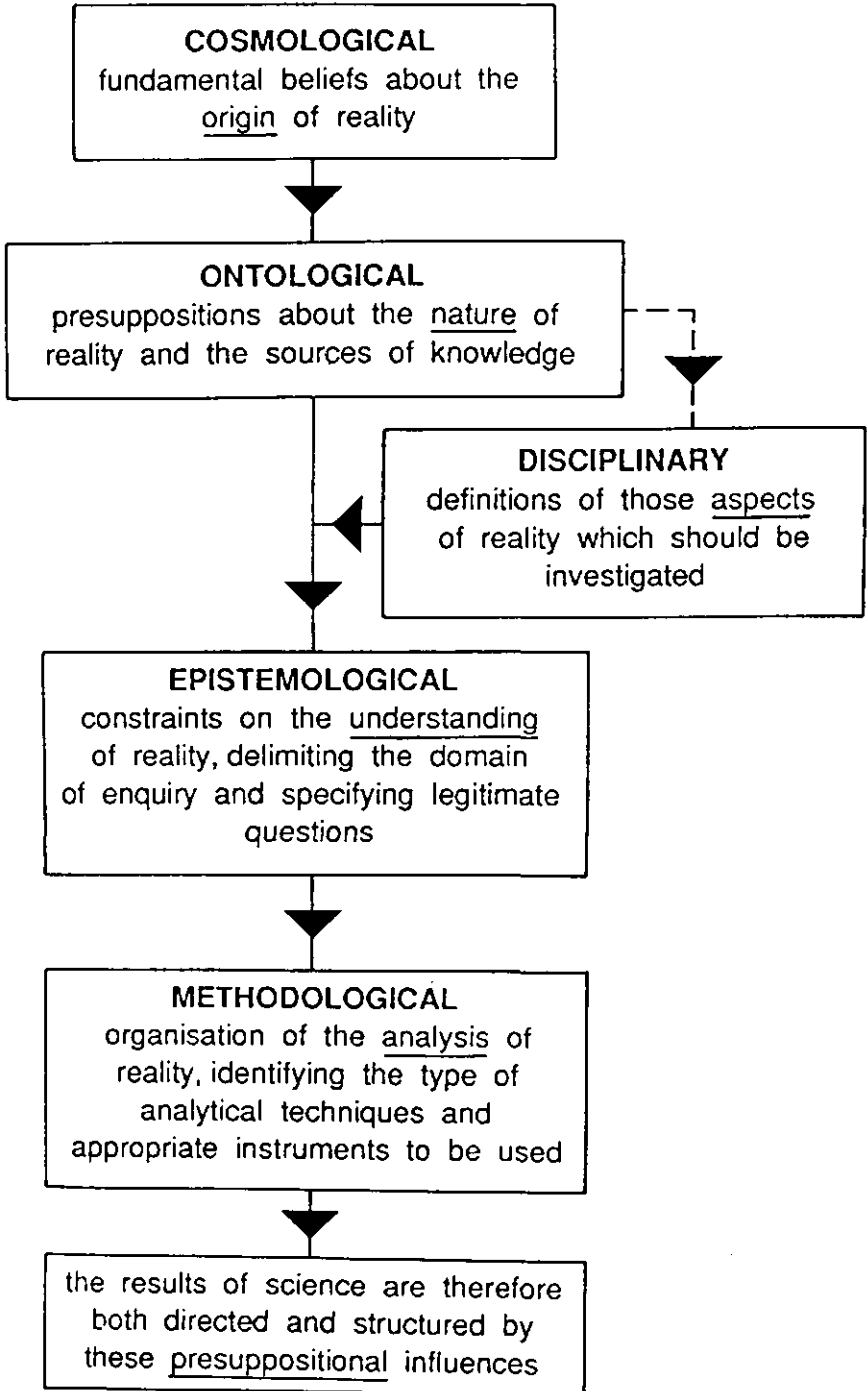 COSMOLOGICAL
fundamental beliefs about the
origin of reality
ONTOLOGICAL
presuppositions about the nature of
reality and the sources of knowledge
DISCIPLINARY
definitions of those aspects
of reality which should be
investigated
EPISTEMOLOGICAL
constraints on the understanding
of reality, delimiting the domain
of enquiry and specifying legitimate
questions
METHODOLOGICAL
organisation of the analysis of
reality, identifying the type of
analytical techniques and
appropriate instruments to be used
the results of science are therefore
both directed and structured by
these presuppositional influences